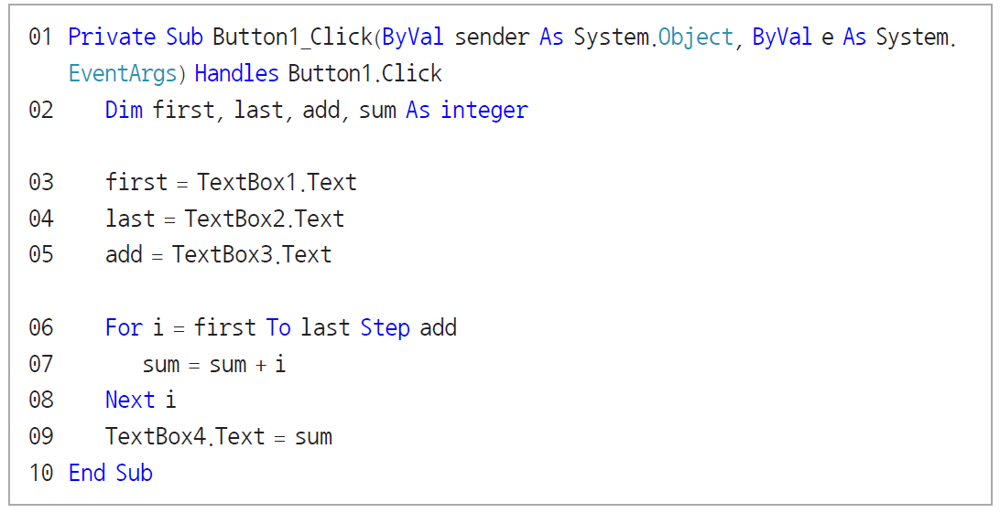 01 Private Sub Button1_Click(ByVal sender As System.Object, ByVal e As System.
EventArgs) Handles Button1.Click
02 Dim first, last, add, sum As integer
03 first = TextBox1.Text
04 last = TextBox2.Text
05 add = TextBox3.Text
06 For i = first To last Step add
07 sum = sum + i
08 Next i
09 TextBox4.Text = sum
10 End Sub